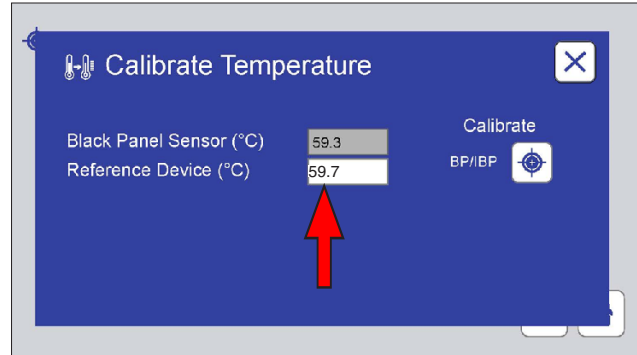 Calibrate Temperature
Black Panel Sensor (°C) 59.3
Reference Device (°C) 59.7
Calibrate
BP/IBP